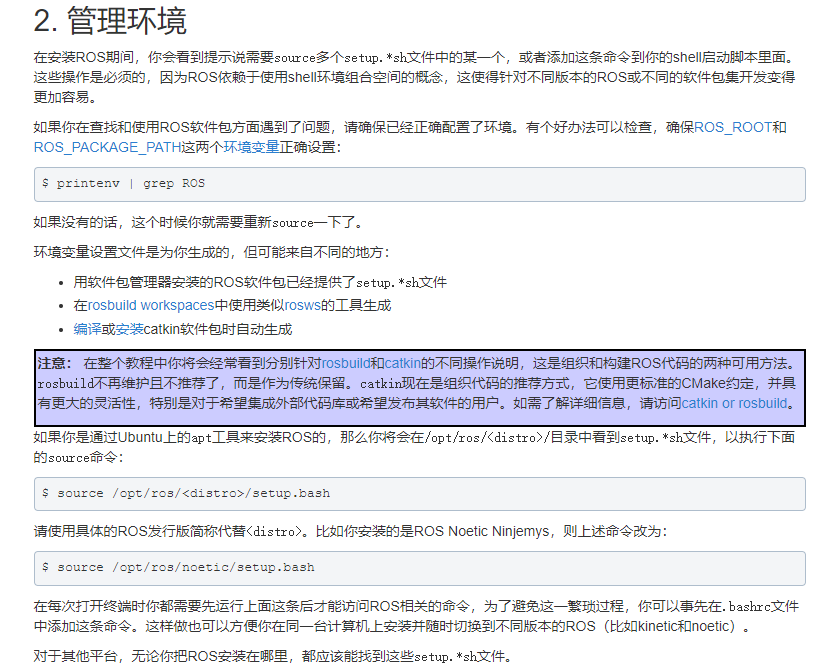 2. 管理环境
在安装ROS期间，你会看到提示说需要source多个setup.*sh文件中的某一个，或者添加这条命令到你的shell启动脚本里面。
这些操作是必须的，因为ROS依赖于使用shell环境组合空间的概念，这使得针对不同版本的ROS或不同的软件包集开发变得
更加容易。
如果你在查找和使用ROS软件包方面遇到了问题，请确保已经正确配置了环境。有个好办法可以检查，确保ROS_ROOT和
ROS_PACKAGE_PATH这两个环境变量正确设置：
$ printenv | grep ROS
如果没有的话，这个时候你就需要重新source一下了。
环境变量设置文件是为你生成的，但可能来自不同的地方：
• 用软件包管理器安装的ROS软件包已经提供了setup.*sh文件
• 在rosbuild workspaces中使用类似rosws的工具生成
• 编译或安装catkin软件包时自动生成
注意： 在整个教程中你将会经常看到分别针对rosbuild和catkin的不同操作说明，这是组织和构建ROS代码的两种可用方法。
rosbuild不再维护且不推荐了，而是作为传统保留。catkin现在是组织代码的推荐方式，它使用更标准的CMake约定，并具
有更大的灵活性，特别是对于希望集成外部代码库或希望发布其软件的用户。如需了解详细信息，请访问catkin or rosbuild。
如果你是通过Ubuntu上的apt工具来安装ROS的，那么你将会在/opt/ros/<distro>/目录中看到setup.*sh文件，以执行下面
的source命令：
$ source /opt/ros/<distro>/setup.bash
请使用具体的ROS发行版简称代替<distro>。比如你安装的是ROS Noetic Ninjemys，则上述命令改为：
$ source /opt/ros/noetic/setup.bash
在每次打开终端时你都需要先运行上面这条后才能访问ROS相关的命令，为了避免这一繁琐过程，你可以事先在.bashrc文件
中添加这条命令。这样做也可以方便你在同一台计算机上安装并随时切换到不同版本的ROS（比如kinetic和noetic）。
对于其他平台，无论你把ROS安装在哪里，都应该能找到这些setup.*sh文件。